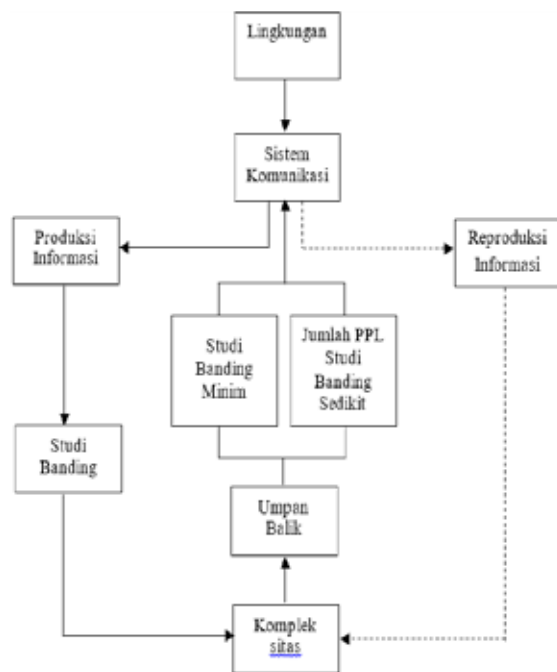 Lingkungan
Sistem
Komunikasi
Produksi
Informasi
Reproduksi
Informasi
Studi
Banding
Minim
Jumlah PPL
Studi
Banding
Sedikit
Studi
Banding
Umpan
Balik
Komplek
sitas